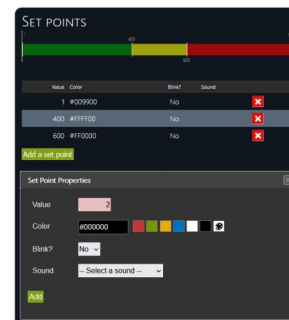 SET POINTS
1
400
600
Value Color Blink? Sound
1 #009900 No
400 #FFFF00 No
600 #FF0000 No
Add a set point
Set Point Properties
Value 2
Color #000000
Blink? No
Sound -- Select a sound --
Add